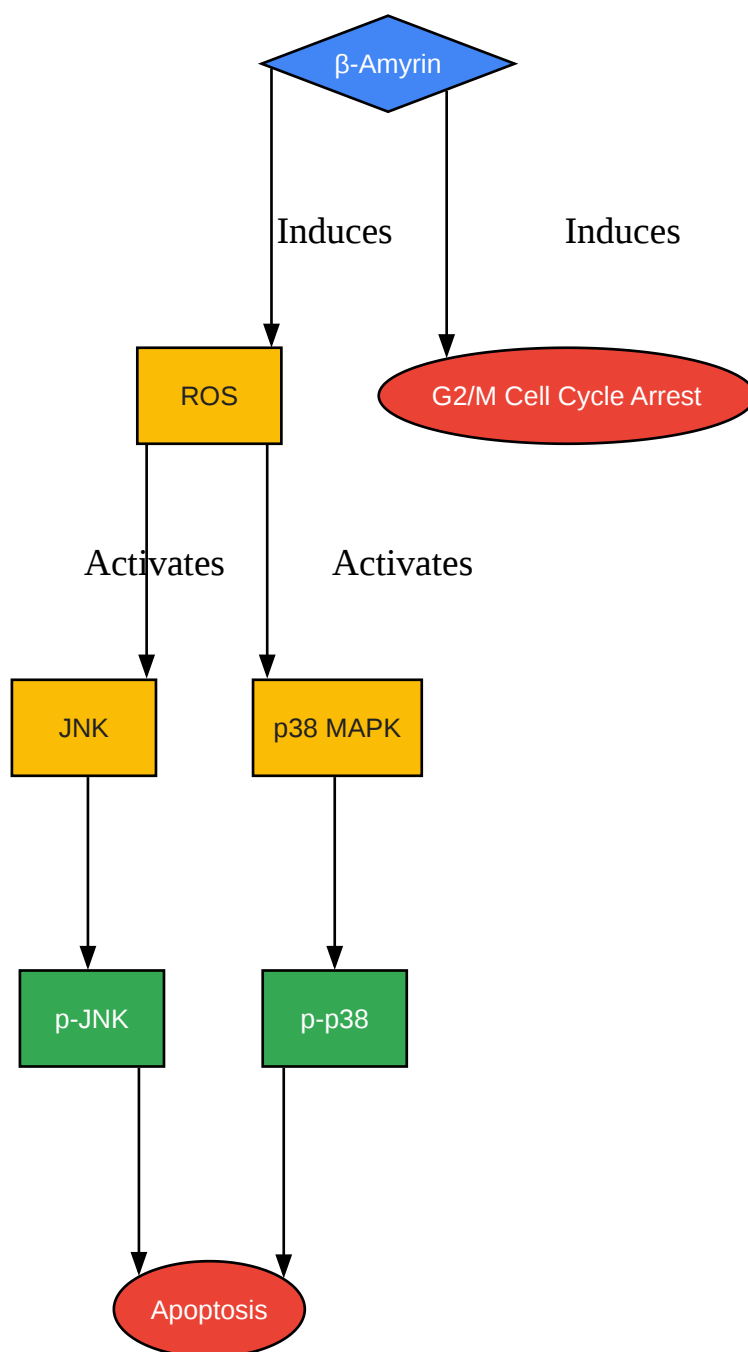 β-Amyrin
Induces
Induces
ROS
G2/M Cell Cycle Arrest
Activates
Activates
JNK
p38 MAPK
p-JNK
p-p38
Apoptosis